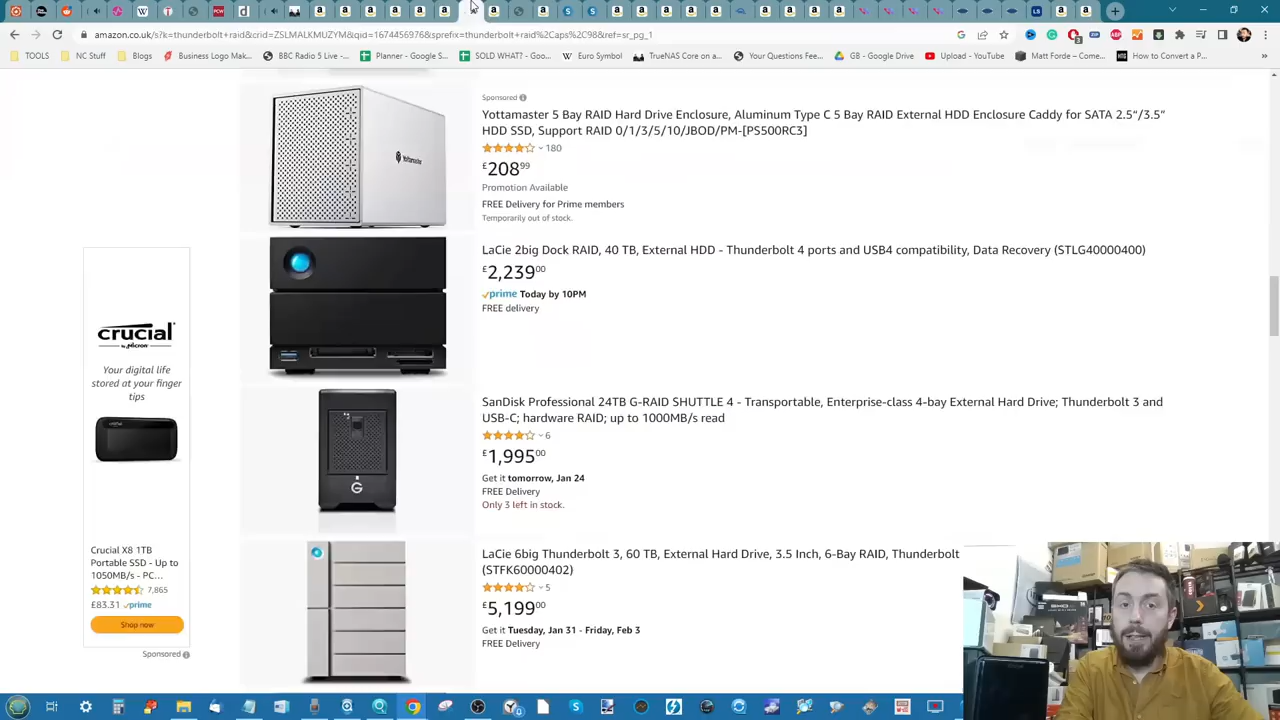 amazon.co.uk/s?k=thunderbolt+raid&crid=ZSLMALKMUZYM&qid=1674456976&sprefix=thunderbolt+raid%2Caps%2C98&ref=sr_pg_1
TOOLS
NC Stuff
Blogs
Business Logo Mak...
BBC Radio 5 Live -...
Planner - Google S...
SOLD WHAT? - Goo...
Euro Symbol
TrueNAS Core on a...
Your Questions Fee...
GB - Google Drive
Upload - YouTube
Matt Forde – Come...
How to Convert a P...
Sponsored
Yottamaster 5 Bay RAID Hard Drive Enclosure, Aluminum Type C 5 Bay RAID External HDD Enclosure Caddy for SATA 2.5“/3.5”
HDD SSD, Support RAID 0/1/3/5/10/JBOD/PM-[PS500RC3]
180
£208.99
Promotion Available
FREE Delivery for Prime members
Temporarily out of stock.
Yottamaster
LaCie 2big Dock RAID, 40 TB, External HDD - Thunderbolt 4 ports and USB4 compatibility, Data Recovery (STLG40000400)
£2,239.00
prime Today by 10PM
FREE delivery
SanDisk Professional 24TB G-RAID SHUTTLE 4 - Transportable, Enterprise-class 4-bay External Hard Drive; Thunderbolt 3 and
USB-C; hardware RAID; up to 1000MB/s read
6
£1,995.00
Get it tomorrow, Jan 24
FREE Delivery
Only 3 left in stock.
LaCie 6big Thunderbolt 3, 60 TB, External Hard Drive, 3.5 Inch, 6-Bay RAID, Thunderbolt
(STFK60000402)
5
£5,199.00
Get it Tuesday, Jan 31 - Friday, Feb 3
FREE Delivery
crucial
by Micron
Your digital life
stored at your finger
tips
Crucial X8 1TB
Portable SSD - Up to
1050MB/s - PC...
7,865
£83.31 prime
Shop now
Sponsored